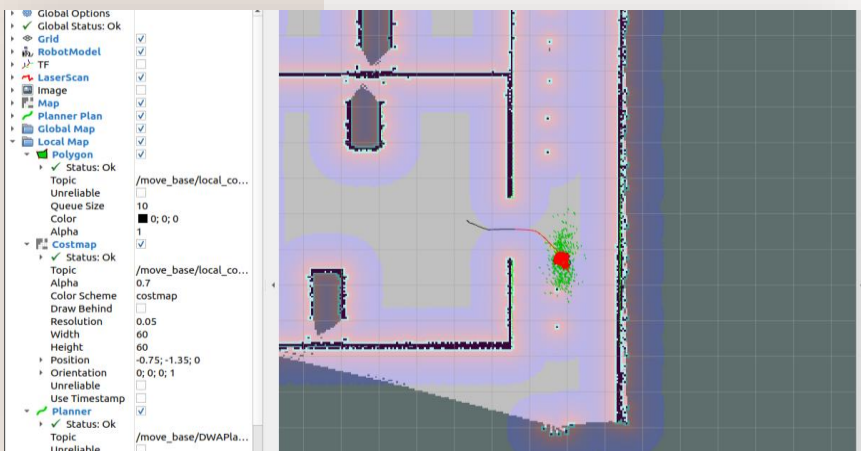 Global Options
Global Status: Ok
Grid
RobotModel
TF
LaserScan
Image
Map
Planner Plan
Global Map
Local Map
Polygon
Status: Ok
Topic /move_base/local_co...
Unreliable
Queue Size 10
Color 0; 0; 0
Alpha 1
Costmap
Status: Ok
Topic /move_base/local_co...
Alpha 0.7
Color Scheme costmap
Draw Behind
Resolution 0.05
Width 60
Height 60
Position -0.75; -1.35; 0
Orientation 0; 0; 0; 1
Unreliable
Use Timestamp
Planner
Status: Ok
Topic /move_base/DWAPla...
Unreliable